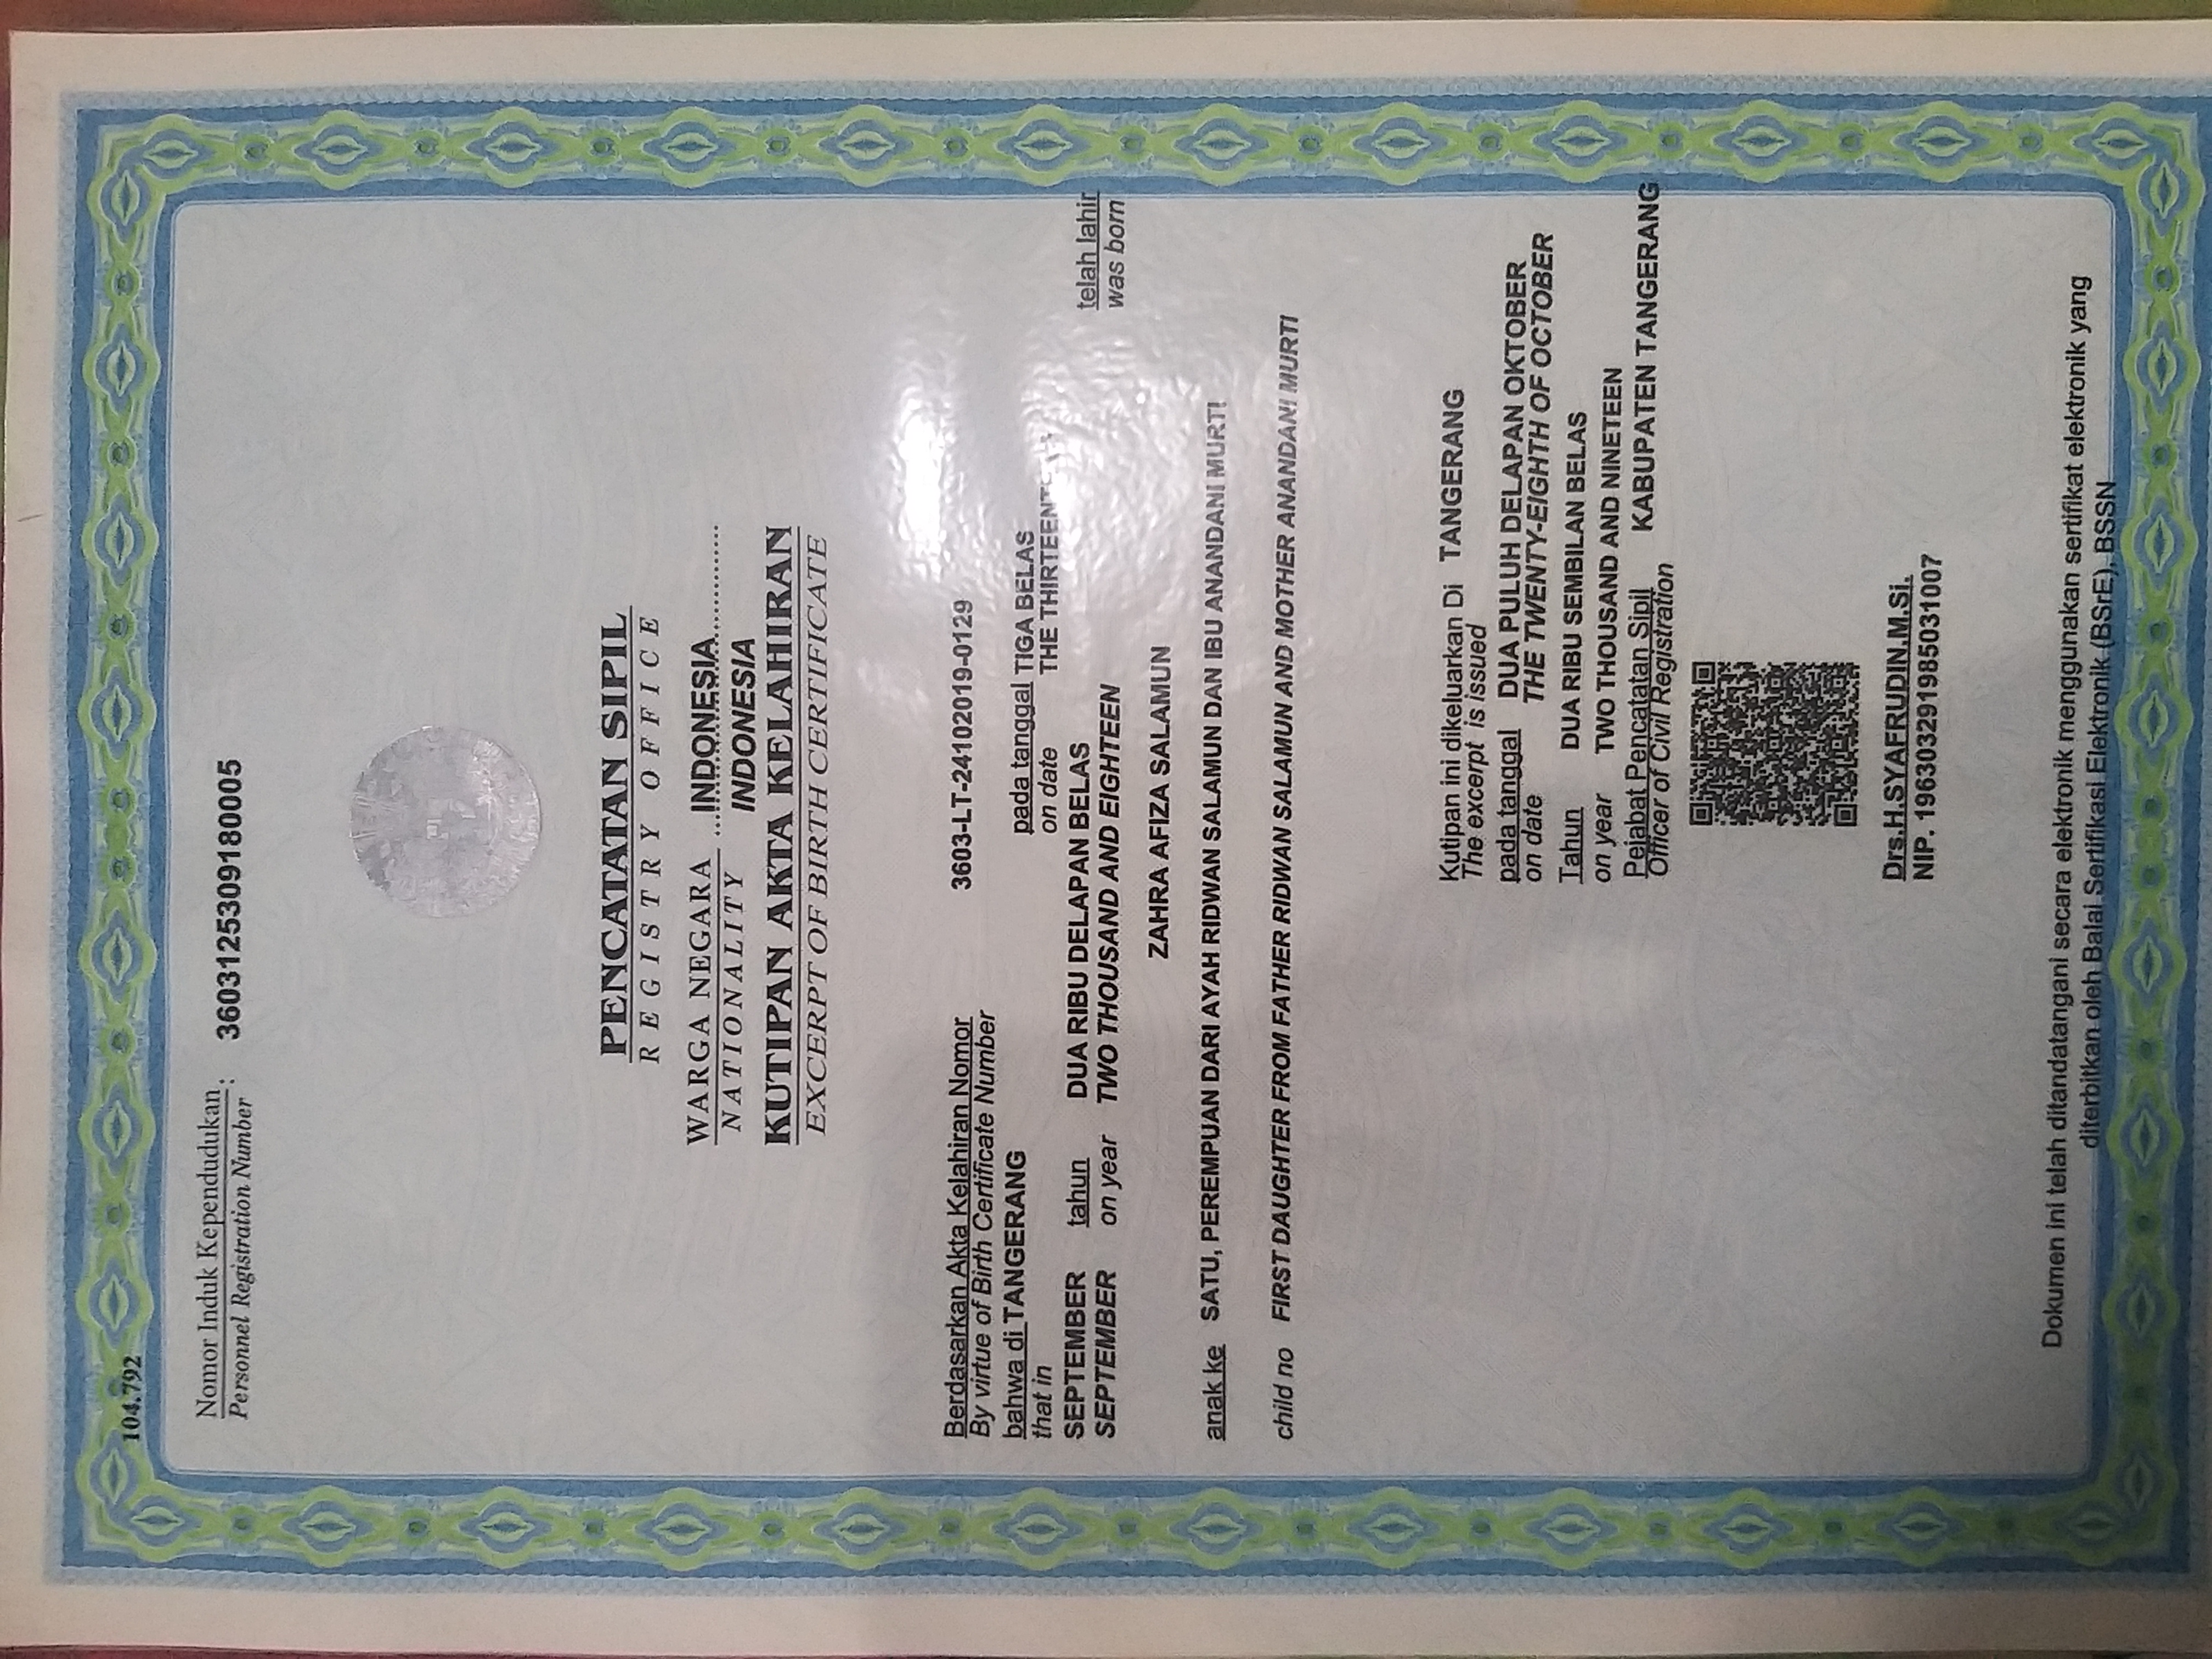 104.792
Nomor Induk Kependudukan : 3603125309180005
Personnel Registration Number
PENCATATAN SIPIL
REGISTRY OFFICE
WARGA NEGARA ....INDONESIA....................
NATIONALITY INDONESIA
KUTIPAN AKTA KELAHIRAN
EXCERPT OF BIRTH CERTIFICATE
Berdasarkan Akta Kelahiran Nomor 3603-LT-24102019-0129
By virtue of Birth Certificate Number
bahwa di TANGERANG pada tanggal TIGA BELAS
that in on date THE THIRTEENTH
SEPTEMBER tahun DUA RIBU DELAPAN BELAS telah lahir
SEPTEMBER on year TWO THOUSAND AND EIGHTEEN was born
ZAHRA AFIZA SALAMUN
anak ke SATU, PEREMPUAN DARI AYAH RIDWAN SALAMUN DAN IBU ANANDANI MURTI
child no FIRST DAUGHTER FROM FATHER RIDWAN SALAMUN AND MOTHER ANANDANI MURTI
Kutipan ini dikeluarkan Di TANGERANG
The excerpt is issued
pada tanggal DUA PULUH DELAPAN OKTOBER
on date THE TWENTY-EIGHTH OF OCTOBER
Tahun DUA RIBU SEMBILAN BELAS
on year TWO THOUSAND AND NINETEEN
Pejabat Pencatatan Sipil KABUPATEN TANGERANG
Officer of Civil Registration
Drs.H.SYAFRUDIN.M.Si.
NIP. 196303291985031007
Dokumen ini telah ditandatangani secara elektronik menggunakan sertifikat elektronik yang
diterbitkan oleh Balai Sertifikasi Elektronik (BSrE), BSSN